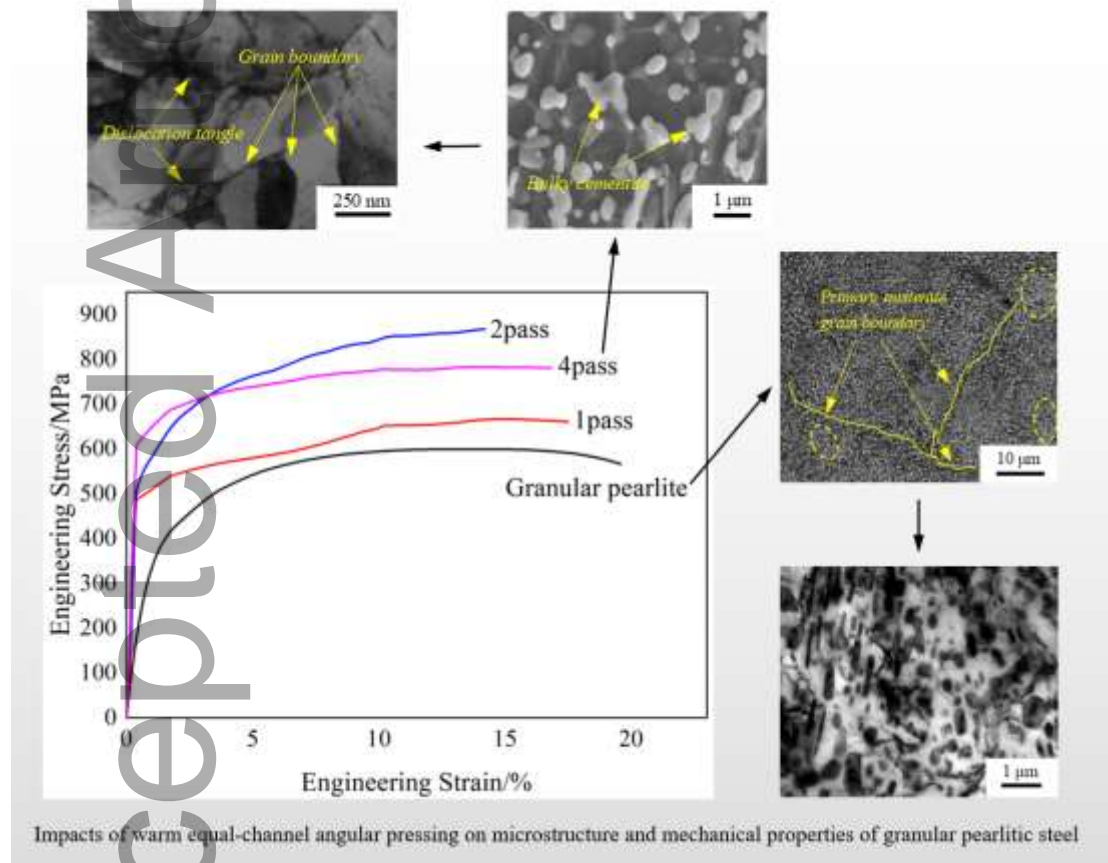 Grain boundary
Dislocation tangle
250 nm
Bulky cementite
1 μm
Primary austenite
grain boundary
10 μm
1 μm
Engineering Stress/MPa
900
800
700
600
500
400
300
200
100
0
2pass
4pass
1pass
Granular pearlite
0 5 10 15 20
Engineering Strain/%
Impacts of warm equal-channel angular pressing on microstructure and mechanical properties of granular pearlitic steel
cepted A